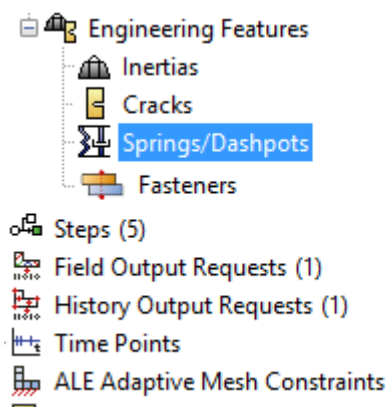 Engineering Features
Inertias
Cracks
Springs/Dashpots
Fasteners
Steps (5)
Field Output Requests (1)
History Output Requests (1)
Time Points
ALE Adaptive Mesh Constraints